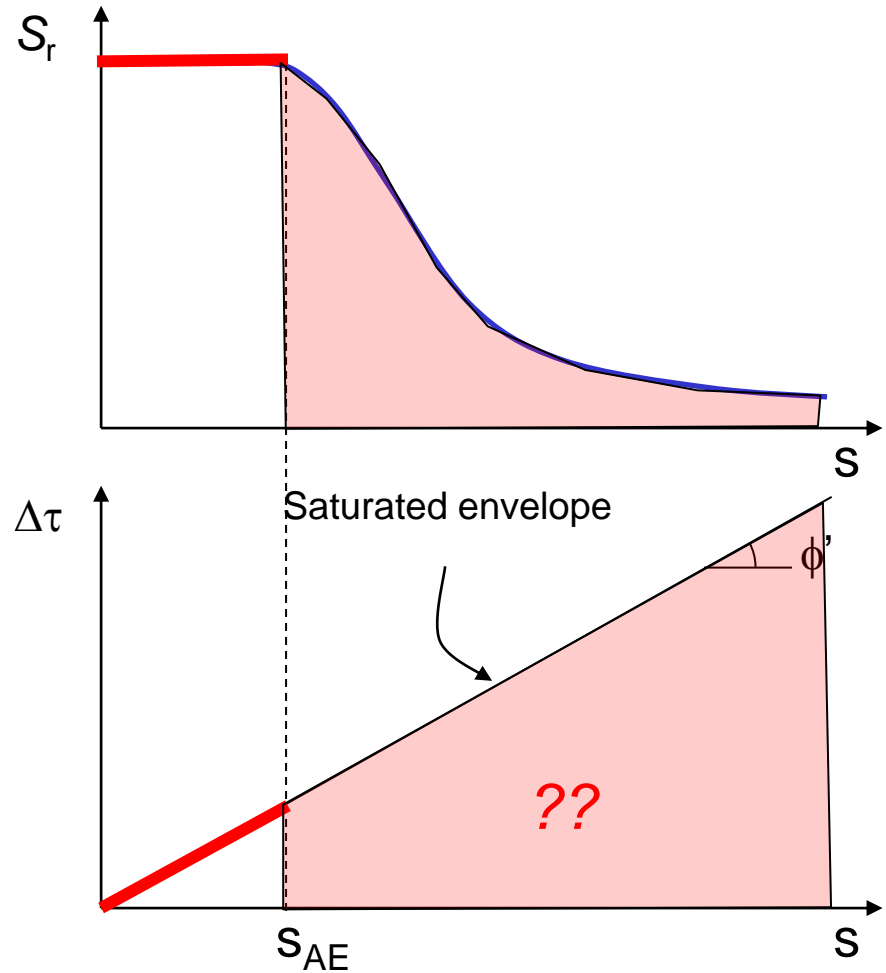 Sr
s
Δτ
Saturated envelope
ϕ’
??
sAE
s